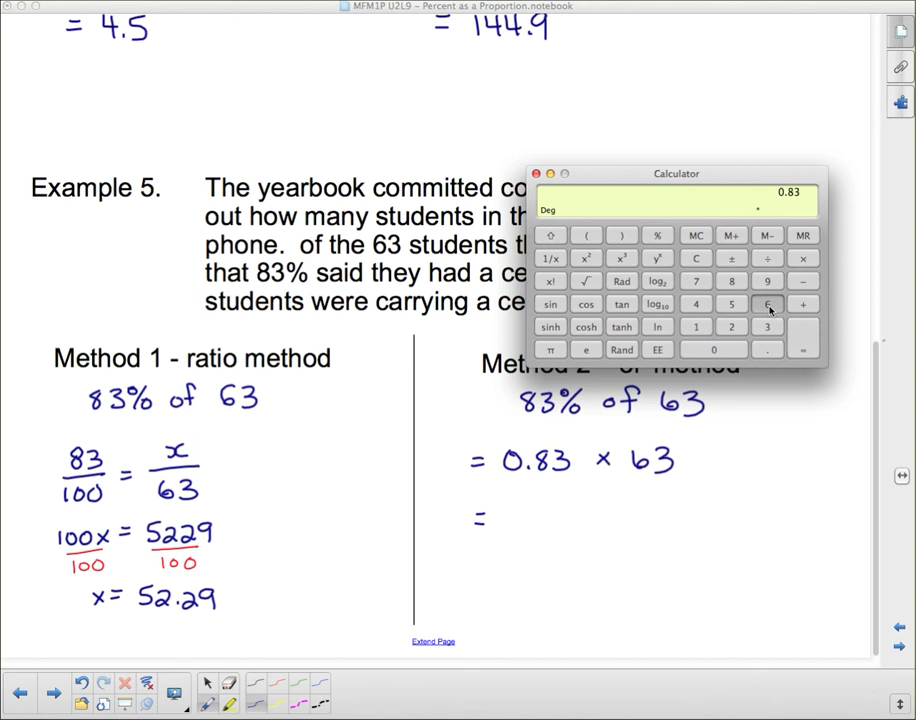 MFM1P U2L9 - Percent as a Proportion.notebook
= 4.5
= 144.9
Example 5. The yearbook committed co
out how many students in th
phone. of the 63 students th
that 83% said they had a ce
students were carrying a ce
Calculator
0.83
Deg
( ) % MC M+ M- MR
1/x x² x³ yˣ C ± ÷ ×
x! √ Rad log₂ 7 8 9 −
sin cos tan log₁₀ 4 5 6 +
sinh cosh tanh ln 1 2 3
π e Rand EE 0 . =
Method 1 - ratio method
83% of 63
83/100 = x/63
100x = 5229
100 100
x = 52.29
83% of 63
= 0.83 × 63
=
Extend Page